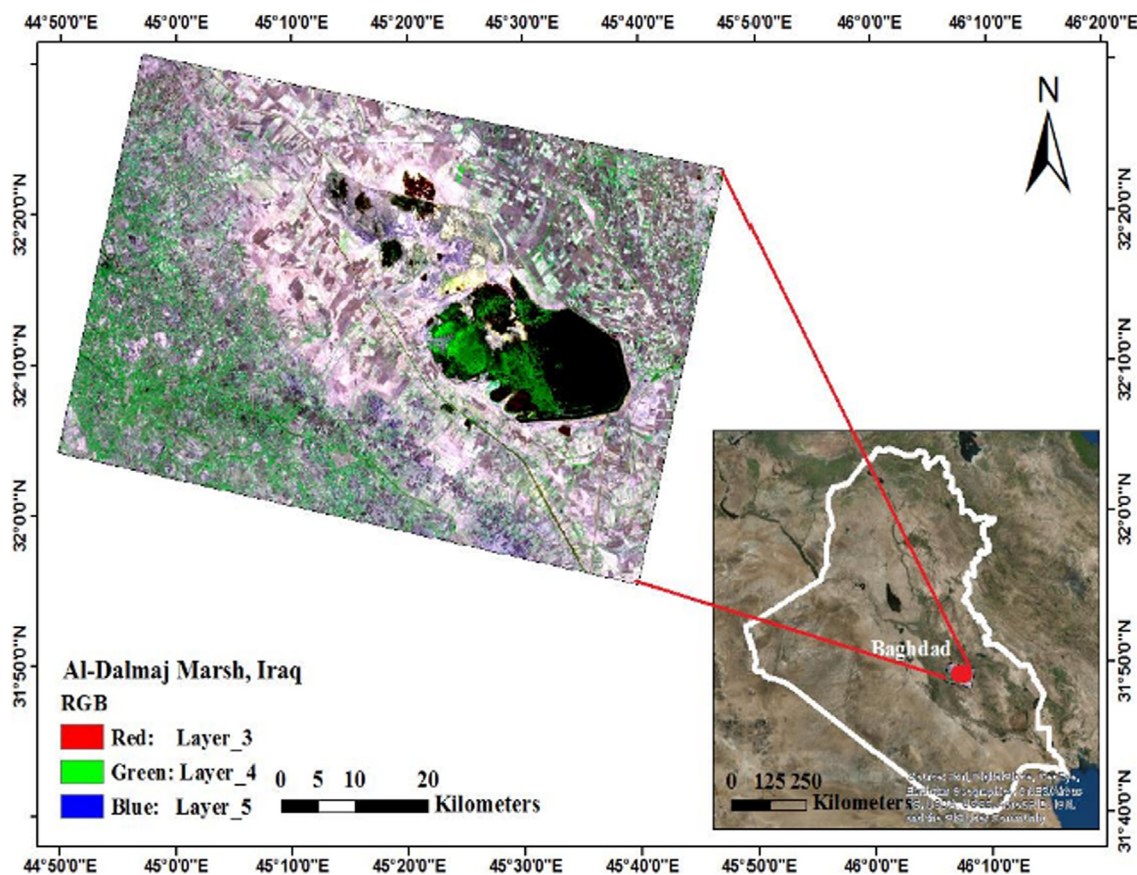 44°50'0"E 45°0'0"E 45°10'0"E 45°20'0"E 45°30'0"E 45°40'0"E 45°50'0"E 46°0'0"E 46°10'0"E 46°20'0"E
N
32°20'0"N 32°20'0"N
32°10'0"N 32°10'0"N
32°0'0"N 32°0'0"N
Baghdad
31°50'0"N 31°50'0"N
Al-Dalmaj Marsh, Iraq
RGB
Red: Layer_3
Green: Layer_4
Blue: Layer_5
0 5 10 20
Kilometers
0 125 250
Kilometers
31°40'0"N 31°40'0"N
44°50'0"E 45°0'0"E 45°10'0"E 45°20'0"E 45°30'0"E 45°40'0"E 45°50'0"E 46°0'0"E 46°10'0"E